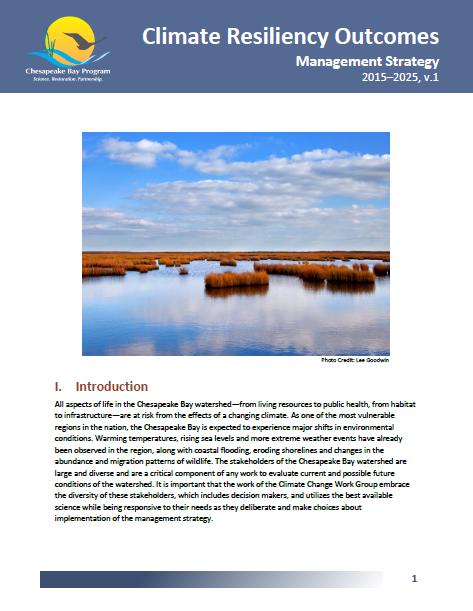 Climate Resiliency Outcomes
Management Strategy
2015–2025, v.1
Chesapeake Bay Program
Science. Restoration. Partnership.
Photo Credit: Lee Goodwin
I. Introduction
All aspects of life in the Chesapeake Bay watershed—from living resources to public health, from habitat
to infrastructure—are at risk from the effects of a changing climate. As one of the most vulnerable
regions in the nation, the Chesapeake Bay is expected to experience major shifts in environmental
conditions. Warming temperatures, rising sea levels and more extreme weather events have already
been observed in the region, along with coastal flooding, eroding shorelines and changes in the
abundance and migration patterns of wildlife. The stakeholders of the Chesapeake Bay watershed are
large and diverse and are a critical component of any work to evaluate current and possible future
conditions of the watershed. It is important that the work of the Climate Change Work Group embrace
the diversity of these stakeholders, which includes decision makers, and utilizes the best available
science while being responsive to their needs as they deliberate and make choices about
implementation of the management strategy.
1